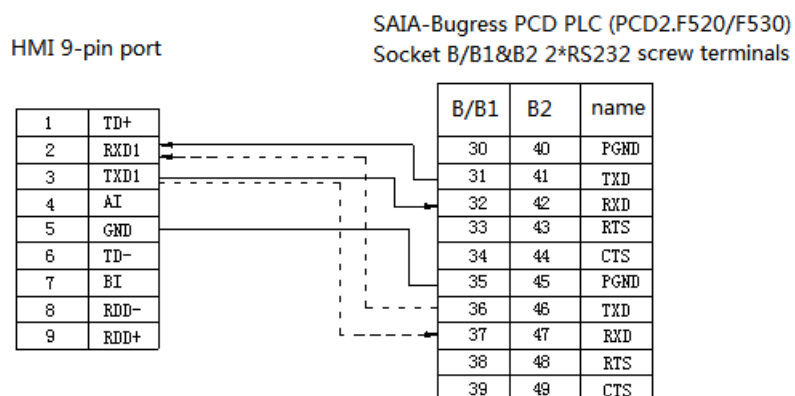 SAIA-Bugress PCD PLC (PCD2.F520/F530)
HMI 9-pin port
Socket B/B1&B2 2*RS232 screw terminals
1 TD+
2 RXD1
3 TXD1
4 AI
5 GND
6 TD-
7 BI
8 RDD-
9 RDD+
B/B1 B2 name
30 40 PGND
31 41 TXD
32 42 RXD
33 43 RTS
34 44 CTS
35 45 PGND
36 46 TXD
37 47 RXD
38 48 RTS
39 49 CTS